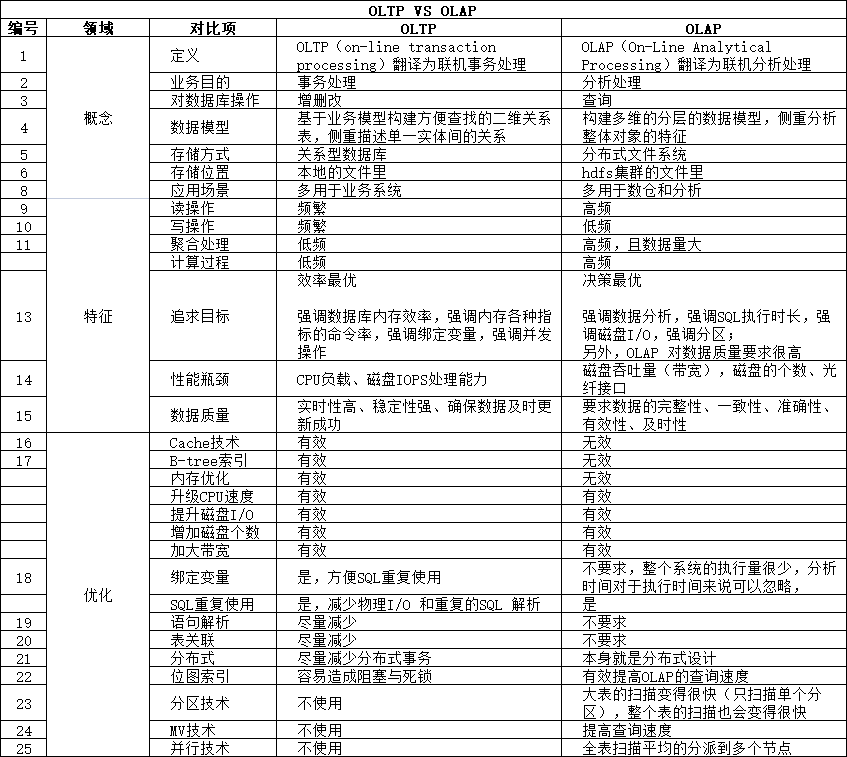 OLTP VS OLAP
编号 领域 对比项 OLTP OLAP
1 概念 定义 OLTP（on-line transaction processing）翻译为联机事务处理 OLAP（On-Line Analytical Processing）翻译为联机分析处理
2 业务目的 事务处理 分析处理
3 对数据库操作 增删改 查询
4 数据模型 基于业务模型构建方便查找的二维关系表，侧重描述单一实体间的关系 构建多维的分层的数据模型，侧重分析整体对象的特征
5 存储方式 关系型数据库 分布式文件系统
6 存储位置 本地的文件里 hdfs集群的文件里
8 应用场景 多用于业务系统 多用于数仓和分析
9 特征 读操作 频繁 高频
10 写操作 频繁 低频
11 聚合处理 低频 高频，且数据量大
计算过程 低频 高频
13 追求目标 效率最优 决策最优
强调数据库内存效率，强调内存各种指标的命令率，强调绑定变量，强调并发操作 强调数据分析，强调SQL执行时长，强调磁盘I/O，强调分区；
另外，OLAP 对数据质量要求很高
14 性能瓶颈 CPU负载、磁盘IOPS处理能力 磁盘吞吐量（带宽），磁盘的个数、光纤接口
15 数据质量 实时性高、稳定性强、确保数据及时更新成功 要求数据的完整性、一致性、准确性、有效性、及时性
16 优化 Cache技术 有效 无效
17 B-tree索引 有效 无效
内存优化 有效 无效
升级CPU速度 有效 有效
提升磁盘I/O 有效 有效
增加磁盘个数 有效 有效
加大带宽 有效 有效
18 绑定变量 是，方便SQL重复使用 不要求，整个系统的执行量很少，分析时间对于执行时间来说可以忽略，
SQL重复使用 是，减少物理I/O 和重复的SQL 解析 是
19 语句解析 尽量减少 不要求
20 表关联 尽量减少 不要求
21 分布式 尽量减少分布式事务 本身就是分布式设计
22 位图索引 容易造成阻塞与死锁 有效提高OLAP的查询速度
23 分区技术 不使用 大表的扫描变得很快（只扫描单个分区），整个表的扫描也会变得很快
24 MV技术 不使用 提高查询速度
25 并行技术 不使用 全表扫描平均的分派到多个节点